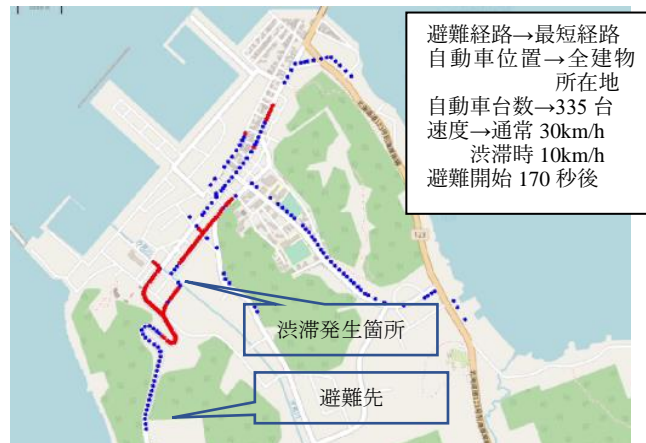 避難経路→最短経路
自動車位置→全建物
所在地
自動車台数→335 台
速度→通常 30km/h
渋滞時 10km/h
避難開始 170 秒後
渋滞発生箇所
避難先